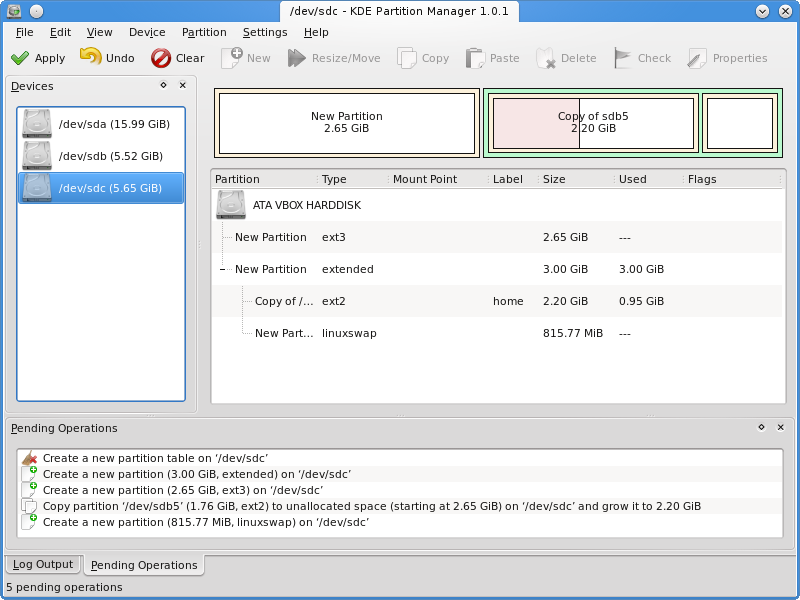 /dev/sdc - KDE Partition Manager 1.0.1
File Edit View Device Partition Settings Help
Apply Undo Clear New Resize/Move Copy Paste Delete Check Properties
Devices
/dev/sda (15.99 GiB)
/dev/sdb (5.52 GiB)
/dev/sdc (5.65 GiB)
New Partition
2.65 GiB
Copy of sdb5
2.20 GiB
Partition Type Mount Point Label Size Used Flags
ATA VBOX HARDDISK
New Partition ext3 2.65 GiB ---
New Partition extended 3.00 GiB 3.00 GiB
Copy of /... ext2 home 2.20 GiB 0.95 GiB
New Part... linuxswap 815.77 MiB ---
Pending Operations
Create a new partition table on ‘/dev/sdc’
Create a new partition (3.00 GiB, extended) on ‘/dev/sdc’
Create a new partition (2.65 GiB, ext3) on ‘/dev/sdc’
Copy partition ‘/dev/sdb5’ (1.76 GiB, ext2) to unallocated space (starting at 2.65 GiB) on ‘/dev/sdc’ and grow it to 2.20 GiB
Create a new partition (815.77 MiB, linuxswap) on ‘/dev/sdc’
Log Output Pending Operations
5 pending operations